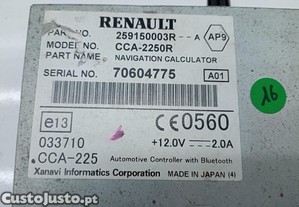 RENAULT
PART NO. 259150003R--A AP9
MODEL NO. CCA-2250R
PART NAME NAVIGATION CALCULATOR
SERIAL NO. 70604775 A01
e13 CE0560
033710 +12.0V⎓2.0A
CCA-225 Automotive Controller with Bluetooth
Xanavi Informatics Corporation MADE IN JAPAN (4)
16
CustoJusto.pt